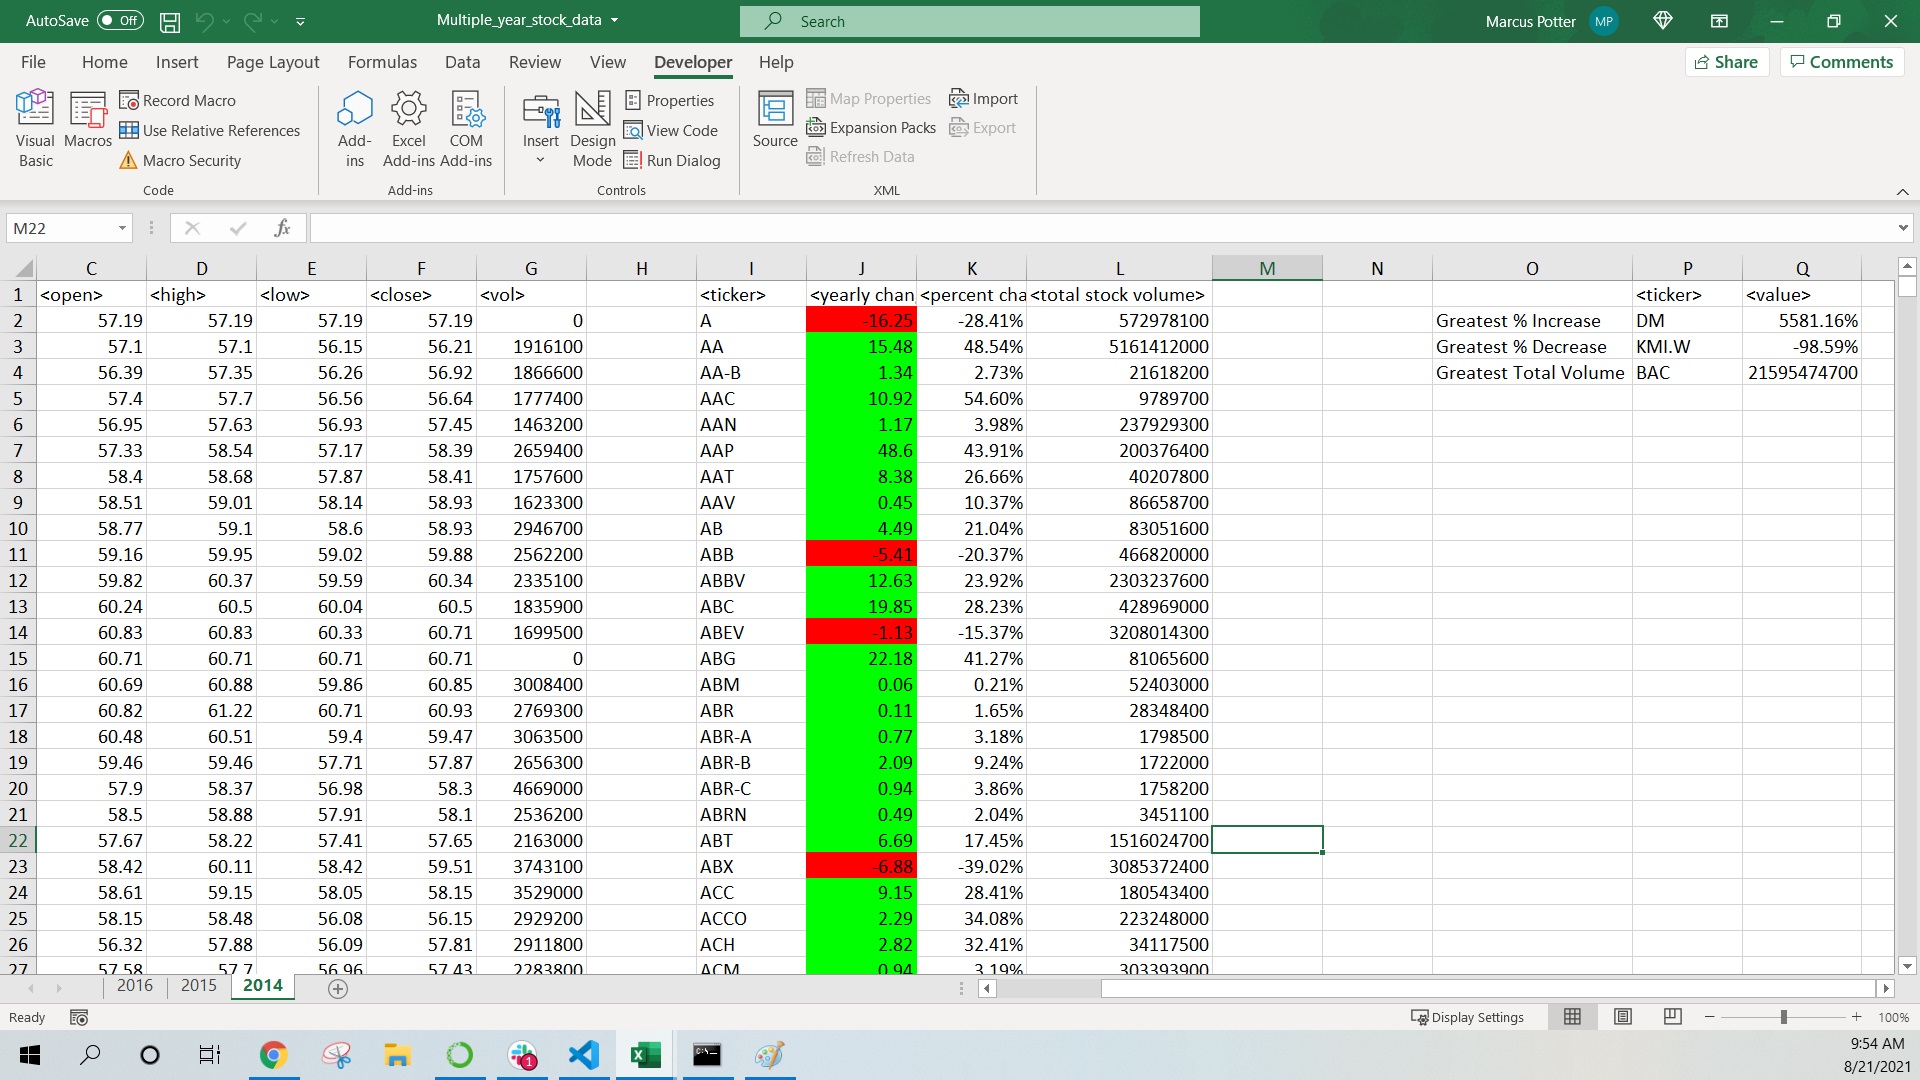 AutoSave Off Multiple_year_stock_data Search Marcus Potter MP
File Home Insert Page Layout Formulas Data Review View Developer Help Share Comments
Visual Basic Macros Record Macro Use Relative References Macro Security Code
Add-ins Excel Add-ins COM Add-ins Add-ins
Insert Design Mode Properties View Code Run Dialog Controls
Source Map Properties Expansion Packs Refresh Data Import Export XML
M22 fx
C D E F G H I J K L M N O P Q
1 <open> <high> <low> <close> <vol> <ticker> <yearly chan <percent cha <total stock volume> <ticker> <value>
2 57.19 57.19 57.19 57.19 0 A -16.25 -28.41% 572978100 Greatest % Increase DM 5581.16%
3 57.1 57.1 56.15 56.21 1916100 AA 15.48 48.54% 5161412000 Greatest % Decrease KMI.W -98.59%
4 56.39 57.35 56.26 56.92 1866600 AA-B 1.34 2.73% 21618200 Greatest Total Volume BAC 21595474700
5 57.4 57.7 56.56 56.64 1777400 AAC 10.92 54.60% 9789700
6 56.95 57.63 56.93 57.45 1463200 AAN 1.17 3.98% 237929300
7 57.33 58.54 57.17 58.39 2659400 AAP 48.6 43.91% 200376400
8 58.4 58.68 57.87 58.41 1757600 AAT 8.38 26.66% 40207800
9 58.51 59.01 58.14 58.93 1623300 AAV 0.45 10.37% 86658700
10 58.77 59.1 58.6 58.93 2946700 AB 4.49 21.04% 83051600
11 59.16 59.95 59.02 59.88 2562200 ABB -5.41 -20.37% 466820000
12 59.82 60.37 59.59 60.34 2335100 ABBV 12.63 23.92% 2303237600
13 60.24 60.5 60.04 60.5 1835900 ABC 19.85 28.23% 428969000
14 60.83 60.83 60.33 60.71 1699500 ABEV -1.13 -15.37% 3208014300
15 60.71 60.71 60.71 60.71 0 ABG 22.18 41.27% 81065600
16 60.69 60.88 59.86 60.85 3008400 ABM 0.06 0.21% 52403000
17 60.82 61.22 60.71 60.93 2769300 ABR 0.11 1.65% 28348400
18 60.48 60.51 59.4 59.47 3063500 ABR-A 0.77 3.18% 1798500
19 59.46 59.46 57.71 57.87 2656300 ABR-B 2.09 9.24% 1722000
20 57.9 58.37 56.98 58.3 4669000 ABR-C 0.94 3.86% 1758200
21 58.5 58.88 57.91 58.1 2536200 ABRN 0.49 2.04% 3451100
22 57.67 58.22 57.41 57.65 2163000 ABT 6.69 17.45% 1516024700
23 58.42 60.11 58.42 59.51 3743100 ABX -6.88 -39.02% 3085372400
24 58.61 59.15 58.05 58.15 3529000 ACC 9.15 28.41% 180543400
25 58.15 58.48 56.08 56.15 2929200 ACCO 2.29 34.08% 223248000
26 56.32 57.88 56.09 57.81 2911800 ACH 2.82 32.41% 34117500
27 57.58 57.7 56.96 57.43 2283800 ACM 0.94 3.19% 303393900
2016 2015 2014
Ready Display Settings 100%
1
9:54 AM
8/21/2021